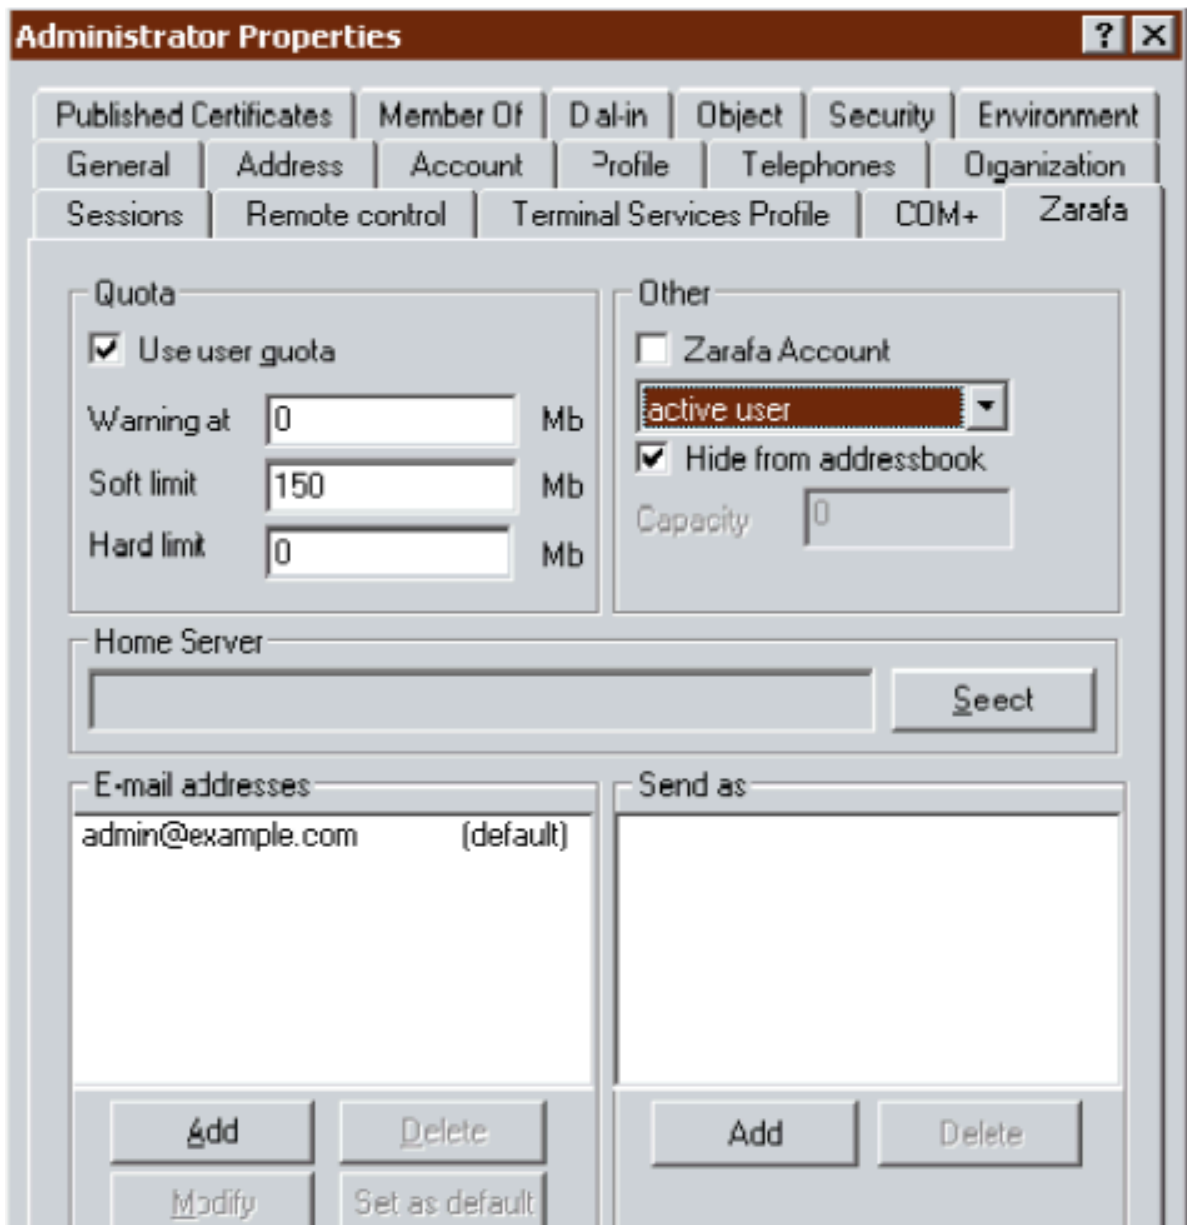 Administrator Properties ? X
Published Certificates Member Of Dial-in Object Security Environment
General Address Account Profile Telephones Organization
Sessions Remote control Terminal Services Profile COM+ Zarafa
Quota
Use user quota
Warning at 0 Mb
Soft limit 150 Mb
Hard limit 0 Mb
Other
Zarafa Account
active user
Hide from addressbook
Capacity 0
Home Server
Select
E-mail addresses
admin@example.com (default)
Add Delete
Modify Set as default
Send as
Add Delete